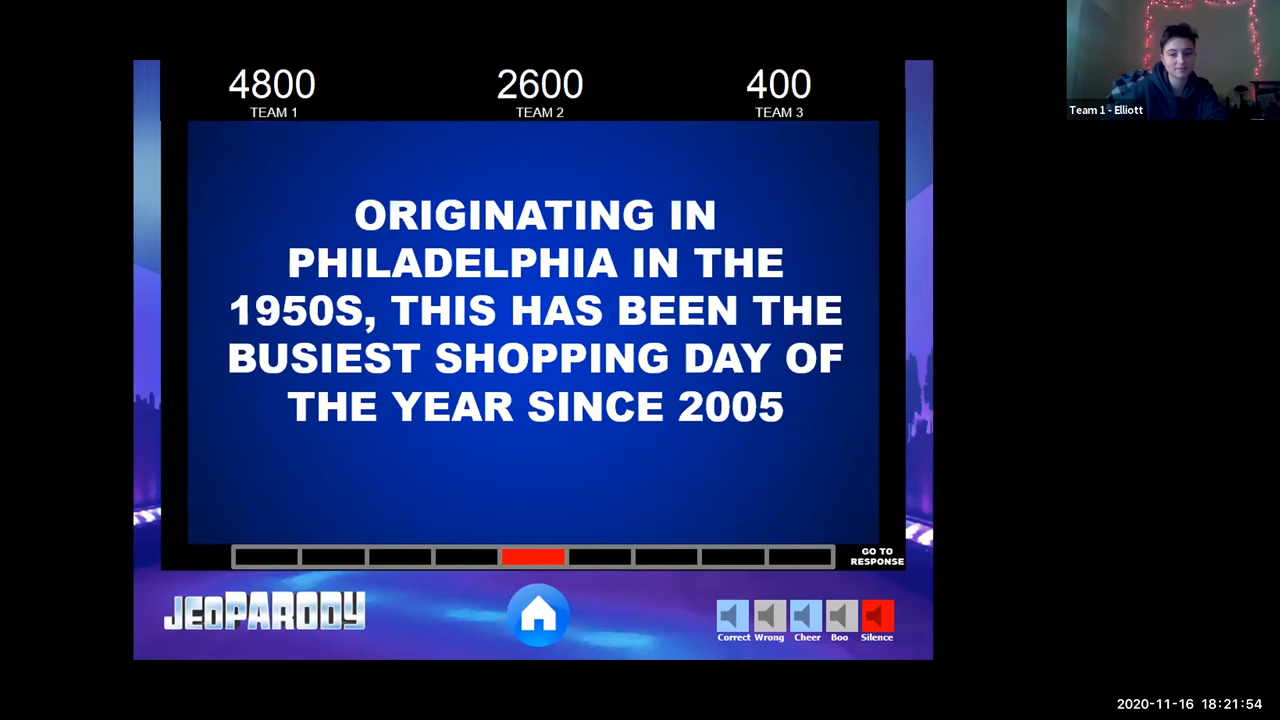 4800
TEAM 1
2600
TEAM 2
400
TEAM 3
Team 1 - Elliott
ORIGINATING IN
PHILADELPHIA IN THE
1950S, THIS HAS BEEN THE
BUSIEST SHOPPING DAY OF
THE YEAR SINCE 2005
GO TO
RESPONSE
JEOPARODY
Correct
Wrong
Cheer
Boo
Silence
2020-11-16 18:21:54